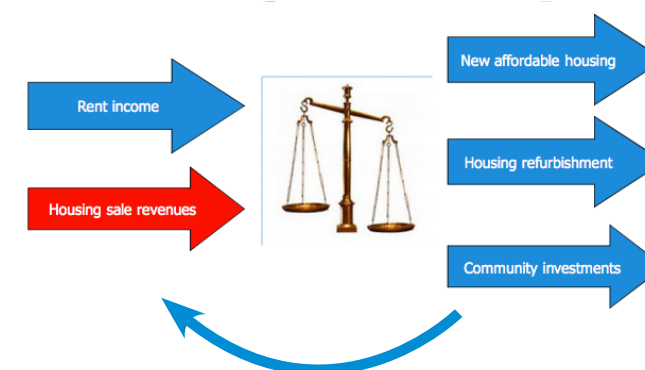 New affordable housing
Rent income
Housing refurbishment
Housing sale revenues
Community investments